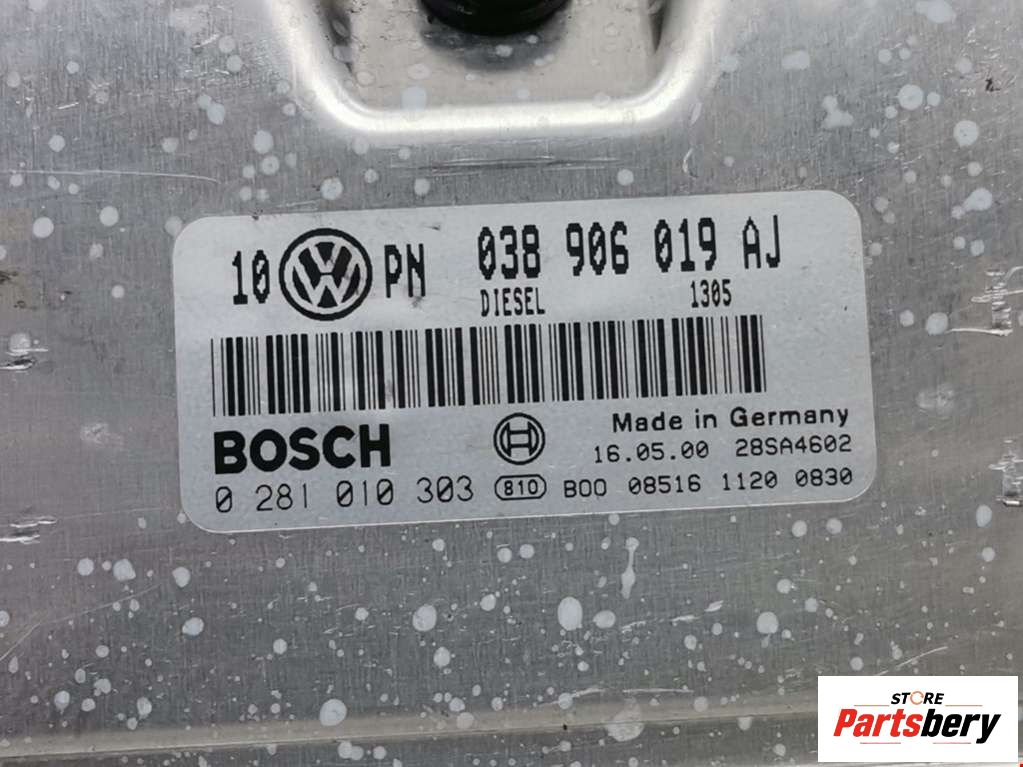 10 VW PN 038 906 019 AJ
DIESEL 1305
BOSCH Made in Germany
16.05.00 28SA4602
0 281 010 303 810 B00 08516 1120 0830
STORE
Partsbery